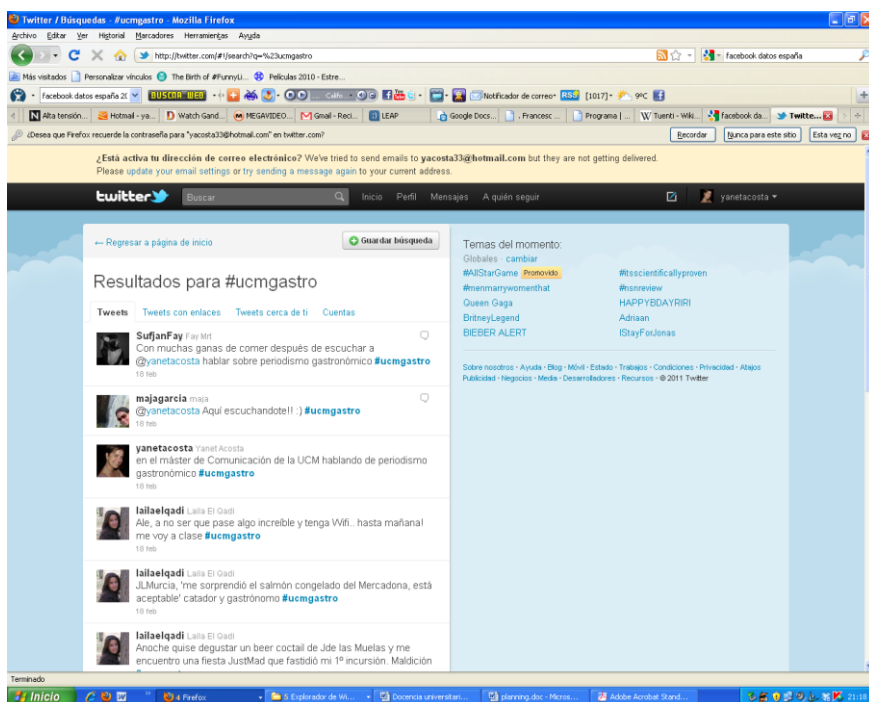 Twitter / Búsquedas - #ucmgastro - Mozilla Firefox
Archivo Editar Ver Historial Marcadores Herramientas Ayuda
http://twitter.com/#!/search?q=%23ucmgastro
facebook datos españa
Más visitados Personalizar vínculos The Birth of #FunnyLi... Películas 2010 - Estre...
facebook datos españa 2( BUSCAR WEB Notificador de correo RSS [1017] 9ºC
Alta tensión... Hotmail - ya... Watch Gand... MEGAVIDEO... Gmail - Reci... LEAP Google Docs... . Francesc ... Programa | ... Tuenti - Wiki... facebook da... Twitte...
¿Desea que Firefox recuerde la contraseña para "yacosta33@hotmail.com" en twitter.com?
Recordar Nunca para este sitio Esta vez no
¿Está activa tu dirección de correo electrónico? We've tried to send emails to yacosta33@hotmail.com but they are not getting delivered.
Please update your email settings or try sending a message again to your current address.
twitter Buscar Inicio Perfil Mensajes A quién seguir yanetacosta
← Regresar a página de inicio
Guardar búsqueda
Resultados para #ucmgastro
Tweets Tweets con enlaces Tweets cerca de ti Cuentas
SufjanFay Fay Mrt
Con muchas ganas de comer después de escuchar a
@yanetacosta hablar sobre periodismo gastronómico #ucmgastro
18 feb
majagarcia maja
@yanetacosta Aquí escuchandote!! :) #ucmgastro
18 feb
yanetacosta Yanet Acosta
en el máster de Comunicación de la UCM hablando de periodismo
gastronómico #ucmgastro
18 feb
lailaelqadi Laila El Qadi
Ale, a no ser que pase algo increíble y tenga Wifi.. hasta mañana!
me voy a clase #ucmgastro
18 feb
lailaelqadi Laila El Qadi
JLMurcia, 'me sorprendió el salmón congelado del Mercadona, está
aceptable' catador y gastrónomo #ucmgastro
18 feb
lailaelqadi Laila El Qadi
Anoche quise degustar un beer coctail de Jde las Muelas y me
encuentro una fiesta JustMad que fastidió mi 1º incursión. Maldición
Temas del momento:
Globales · cambiar
#AllStarGame Promovido
#menmarrywomenthat
Queen Gaga
BritneyLegend
BIEBER ALERT
#itsscientificallyproven
#nsnreview
HAPPYBDAYRIRI
Adriaan
IStayForJonas
Sobre nosotros · Ayuda · Blog · Móvil · Estado · Trabajos · Condiciones · Privacidad · Atajos
Publicidad · Negocios · Media · Desarrolladores · Recursos · © 2011 Twitter
Terminado
Inicio 4 Firefox 5 Explorador de Wi... Docencia universitari... planning.doc - Micros... Adobe Acrobat Stand... 21:18